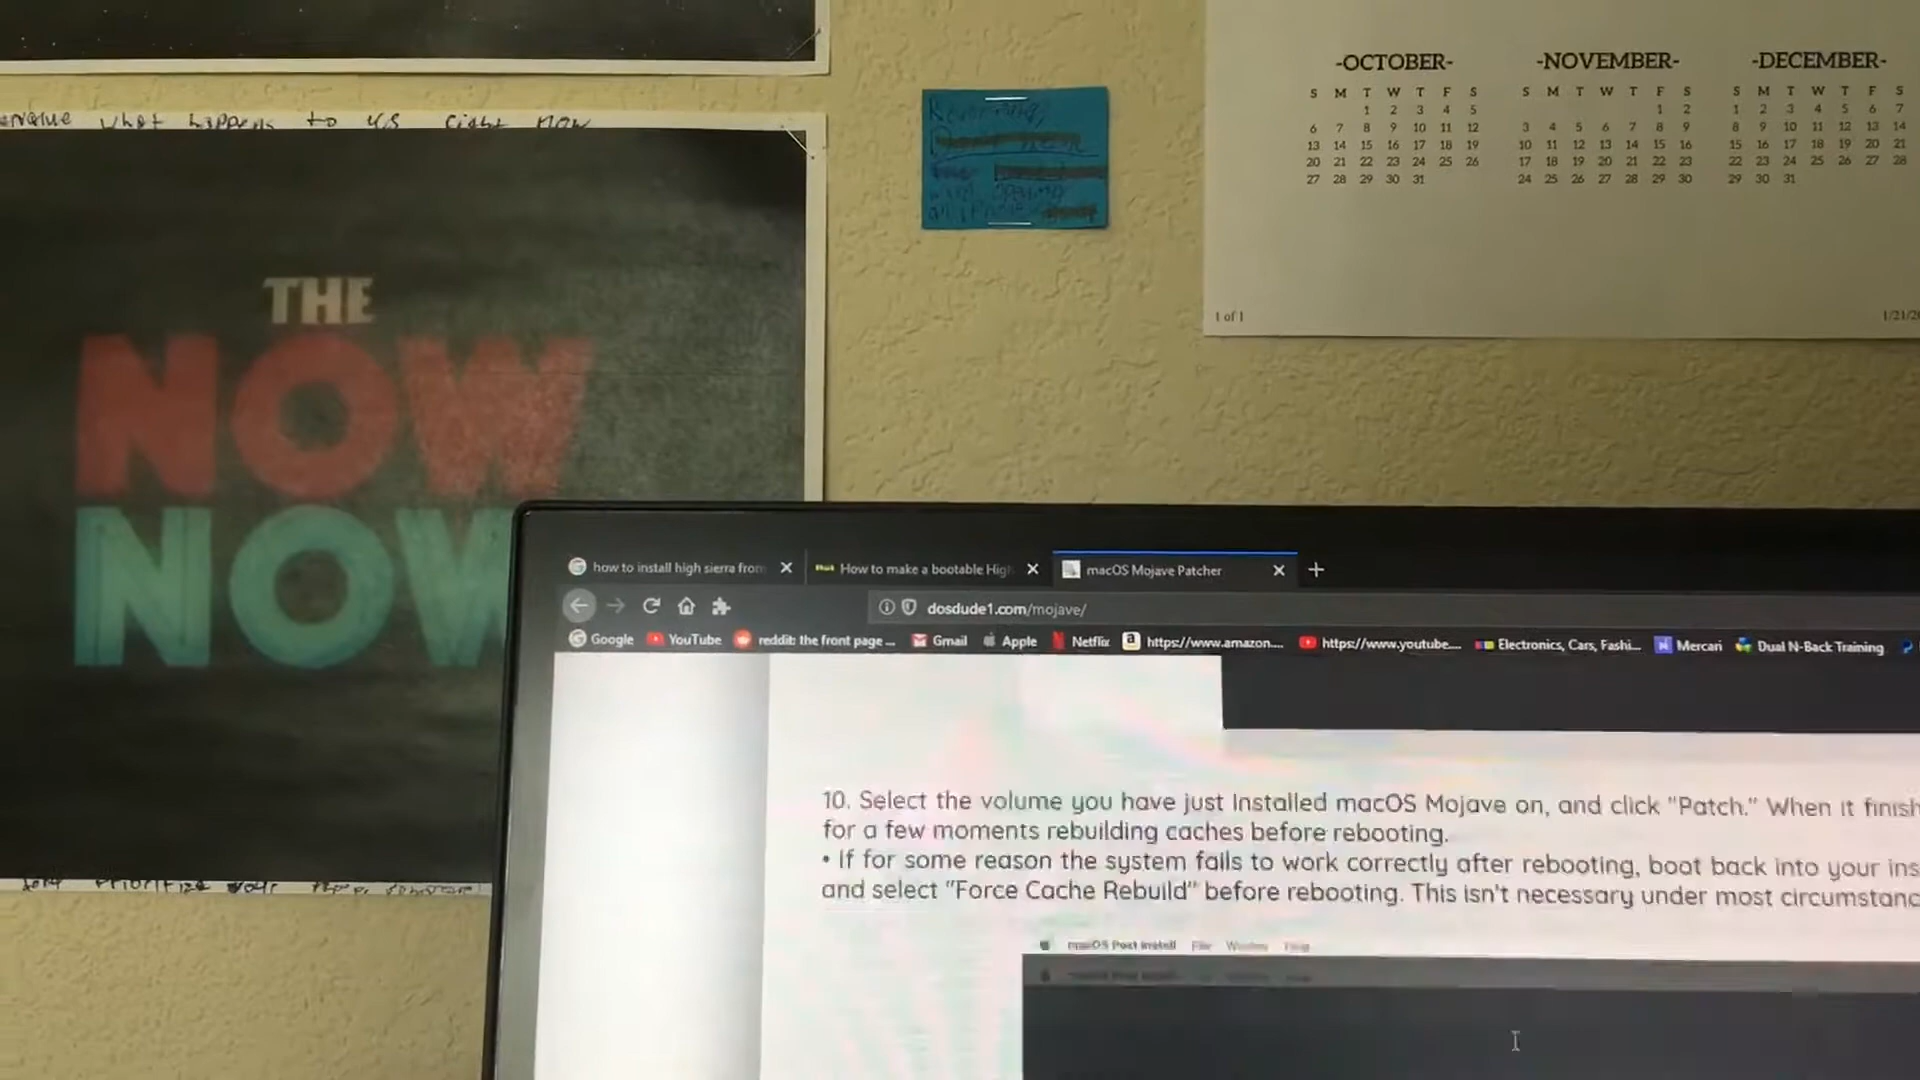 what happens to us right now
THE
NOW
NOW
-OCTOBER-
S M T W T F S
1 2 3 4 5
6 7 8 9 10 11 12
13 14 15 16 17 18 19
20 21 22 23 24 25 26
27 28 29 30 31
-NOVEMBER-
S M T W T F S
1 2
3 4 5 6 7 8 9
10 11 12 13 14 15 16
17 18 19 20 21 22 23
24 25 26 27 28 29 30
-DECEMBER-
S M T W T F S
1 2 3 4 5 6 7
8 9 10 11 12 13 14
15 16 17 18 19 20 21
22 23 24 25 26 27 28
29 30 31
1 of 1
1/21/2
how to install high sierra from
How to make a bootable Hig
macOS Mojave Patcher
dosdude1.com/mojave/
Google YouTube reddit: the front page ... Gmail Apple Netflix https://www.amazon.... https://www.youtube.... Electronics, Cars, Fashi... Mercari Dual N-Back Training
10. Select the volume you have just installed macOS Mojave on, and click "Patch." When it finish
for a few moments rebuilding caches before rebooting.
• If for some reason the system fails to work correctly after rebooting, boot back into your ins
and select "Force Cache Rebuild" before rebooting. This isn't necessary under most circumstanc
macOS Post Install File Window Help